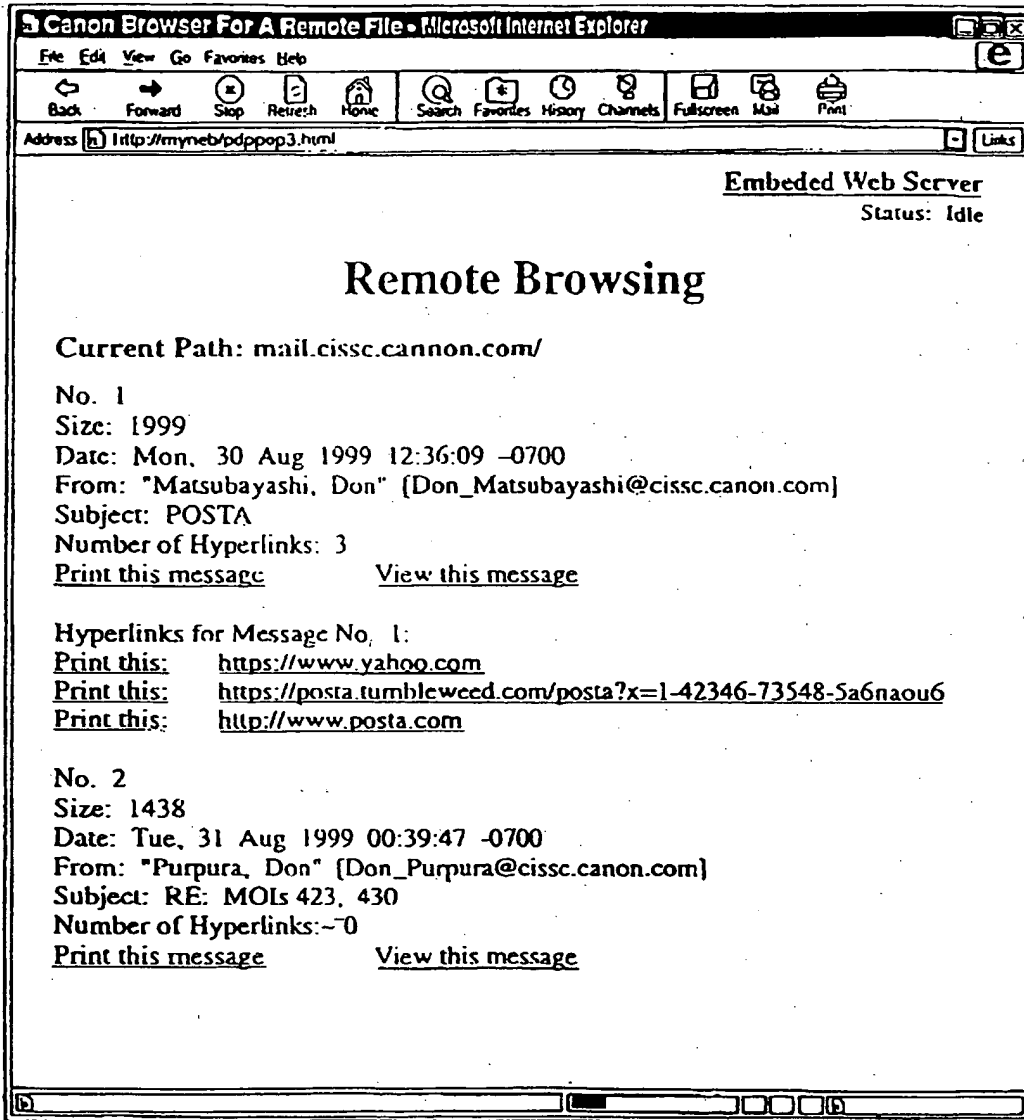 Canon Browser For A Remote File • Microsoft Internet Explorer
File Edit View Go Favorites Help
Back Forward Stop Refresh Home Search Favorites History Channels Fullscreen Mail Print
Address http://myneb/pdppop3.html Links
Embeded Web Server
Status: Idle
Remote Browsing
Current Path: mail.cissc.cannon.com/
No. 1
Size: 1999
Date: Mon, 30 Aug 1999 12:36:09 -0700
From: "Matsubayashi, Don" {Don_Matsubayashi@cissc.canon.com}
Subject: POSTA
Number of Hyperlinks: 3
Print this message View this message
Hyperlinks for Message No. 1:
Print this: https://www.yahoo.com
Print this: https://posta.tumbleweed.com/posta?x=1-42346-73548-5a6naou6
Print this: http://www.posta.com
No. 2
Size: 1438
Date: Tue, 31 Aug 1999 00:39:47 -0700
From: "Purpura, Don" {Don_Purpura@cissc.canon.com}
Subject: RE: MOIs 423, 430
Number of Hyperlinks:~ 0
Print this message View this message